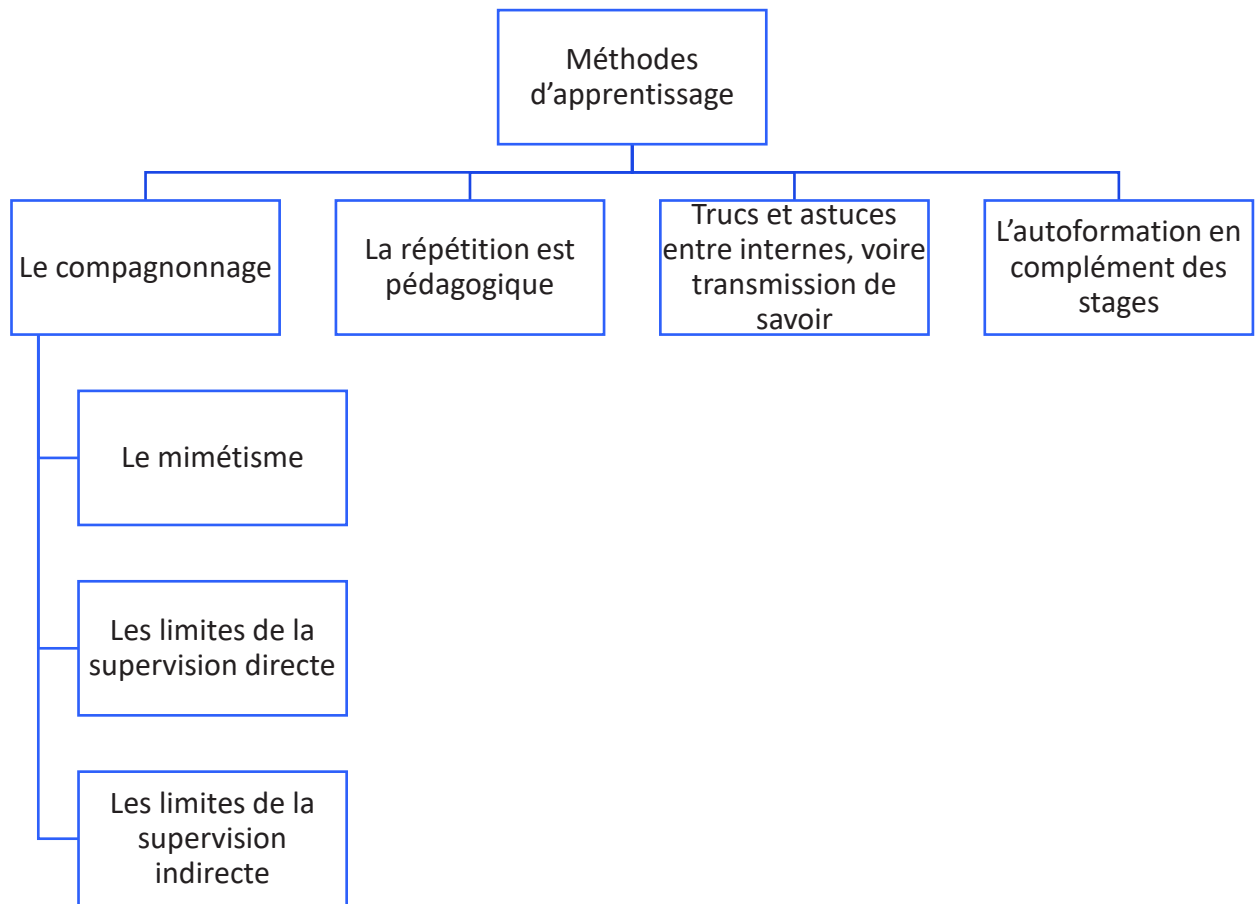 Méthodes
d’apprentissage
Le compagnonnage
La répétition est
pédagogique
Trucs et astuces
entre internes, voire
transmission de
savoir
L’autoformation en
complément des
stages
Le mimétisme
Les limites de la
supervision directe
Les limites de la
supervision
indirecte